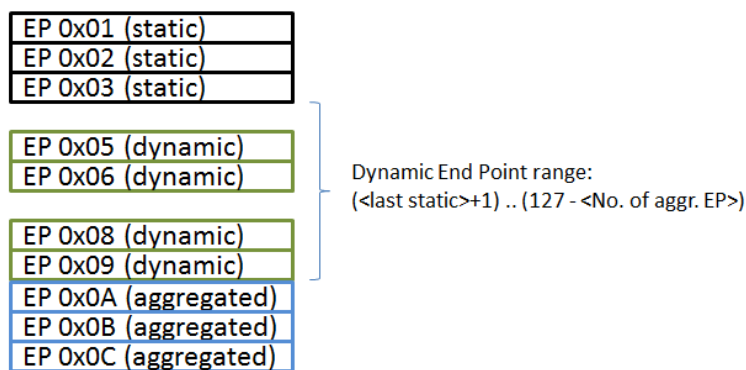 EP 0x01 (static)
EP 0x02 (static)
EP 0x03 (static)
EP 0x05 (dynamic)
EP 0x06 (dynamic)
Dynamic End Point range:
(<last static>+1) .. (127 - <No. of aggr. EP>)
EP 0x08 (dynamic)
EP 0x09 (dynamic)
EP 0x0A (aggregated)
EP 0x0B (aggregated)
EP 0x0C (aggregated)